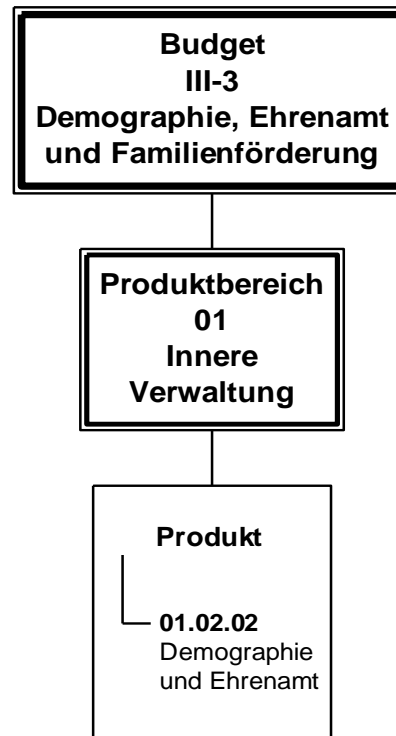 Budget
III-3
Demographie, Ehrenamt
und Familienförderung
Produktbereich
01
Innere
Verwaltung
Produkt
01.02.02
Demographie
und Ehrenamt